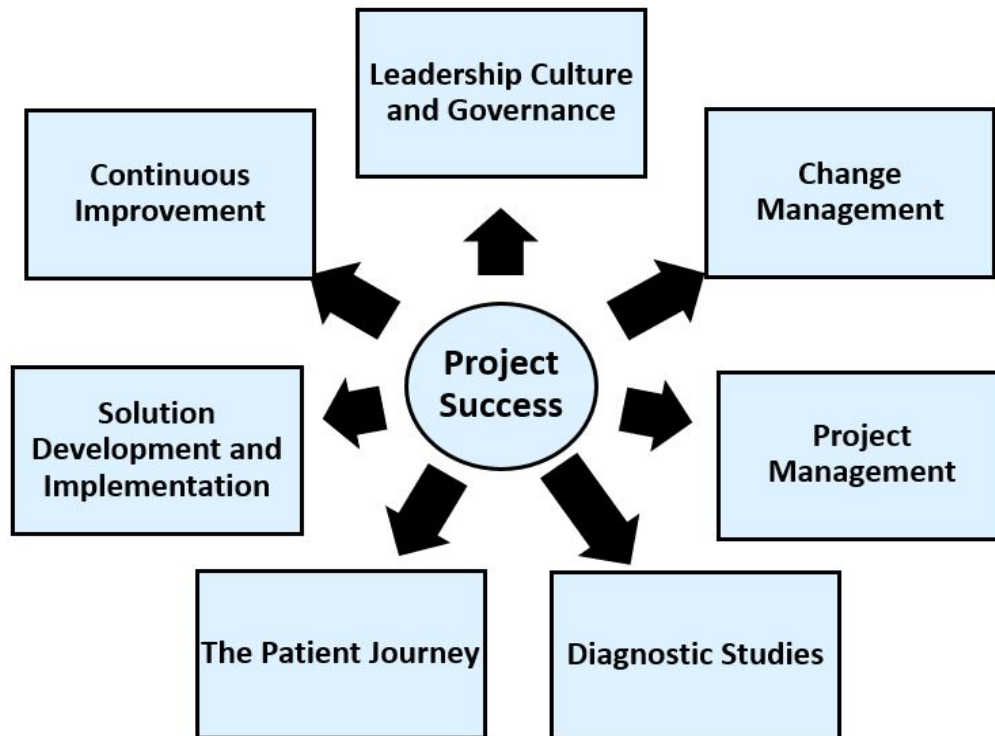 Leadership Culture
and Governance
Change
Management
Project
Management
Diagnostic Studies
The Patient Journey
Solution
Development and
Implementation
Continuous
Improvement
Project
Success